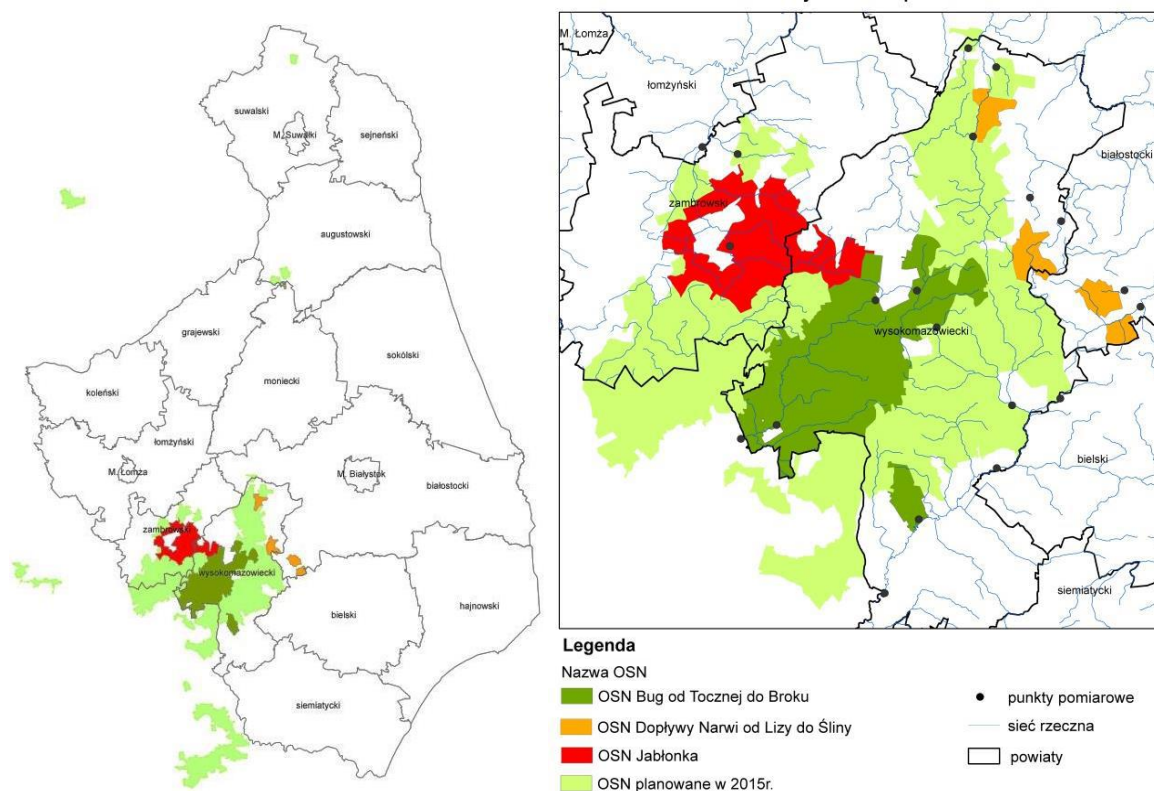 suwalski
M. Suwałki
sejneński
augustowski
grajewski
sokólski
koleński
moniecki
łomżyński
M. Łomża
M. Białystok
białostocki
zambrowski
wysokomazowiecki
bielski
hajnowski
siemiatycki
M. Łomża
łomżyński
białostocki
zambrowski
wysokomazowiecki
bielski
siemiatycki
Legenda
Nazwa OSN
OSN Bug od Tocznej do Broku
OSN Dopływy Narwi od Lizy do Śliny
OSN Jabłonka
OSN planowane w 2015r.
punkty pomiarowe
sieć rzeczna
powiaty